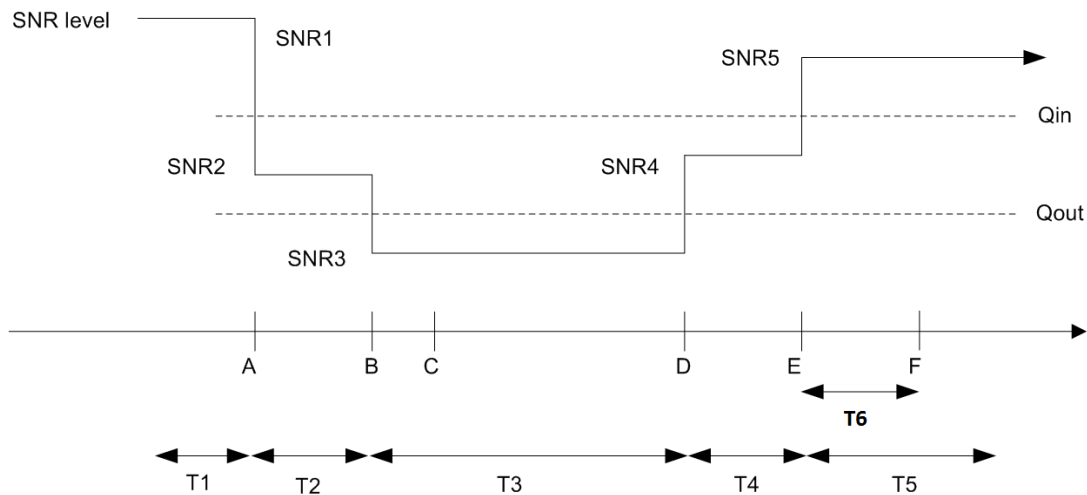 SNR level
SNR1
SNR5
Qin
SNR2
SNR4
Qout
SNR3
A B C D E F
T6
T1 T2 T3 T4 T5